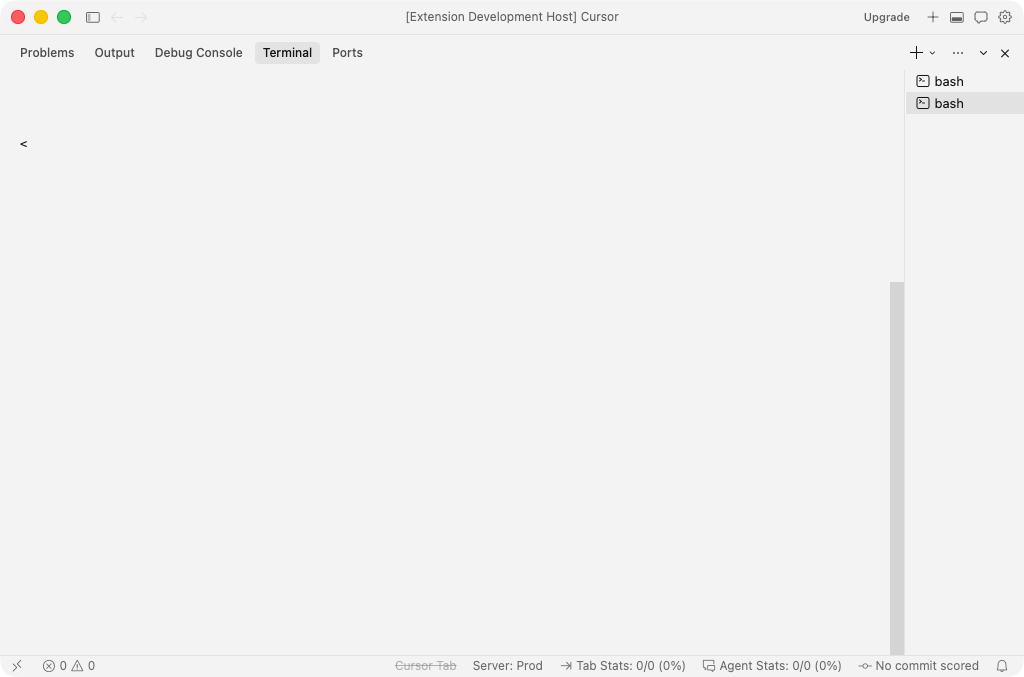 [Extension Development Host] Cursor
Upgrade
Problems Output Debug Console Terminal Ports
bash
bash
<
0 0 Cursor Tab Server: Prod Tab Stats: 0/0 (0%) Agent Stats: 0/0 (0%) No commit scored